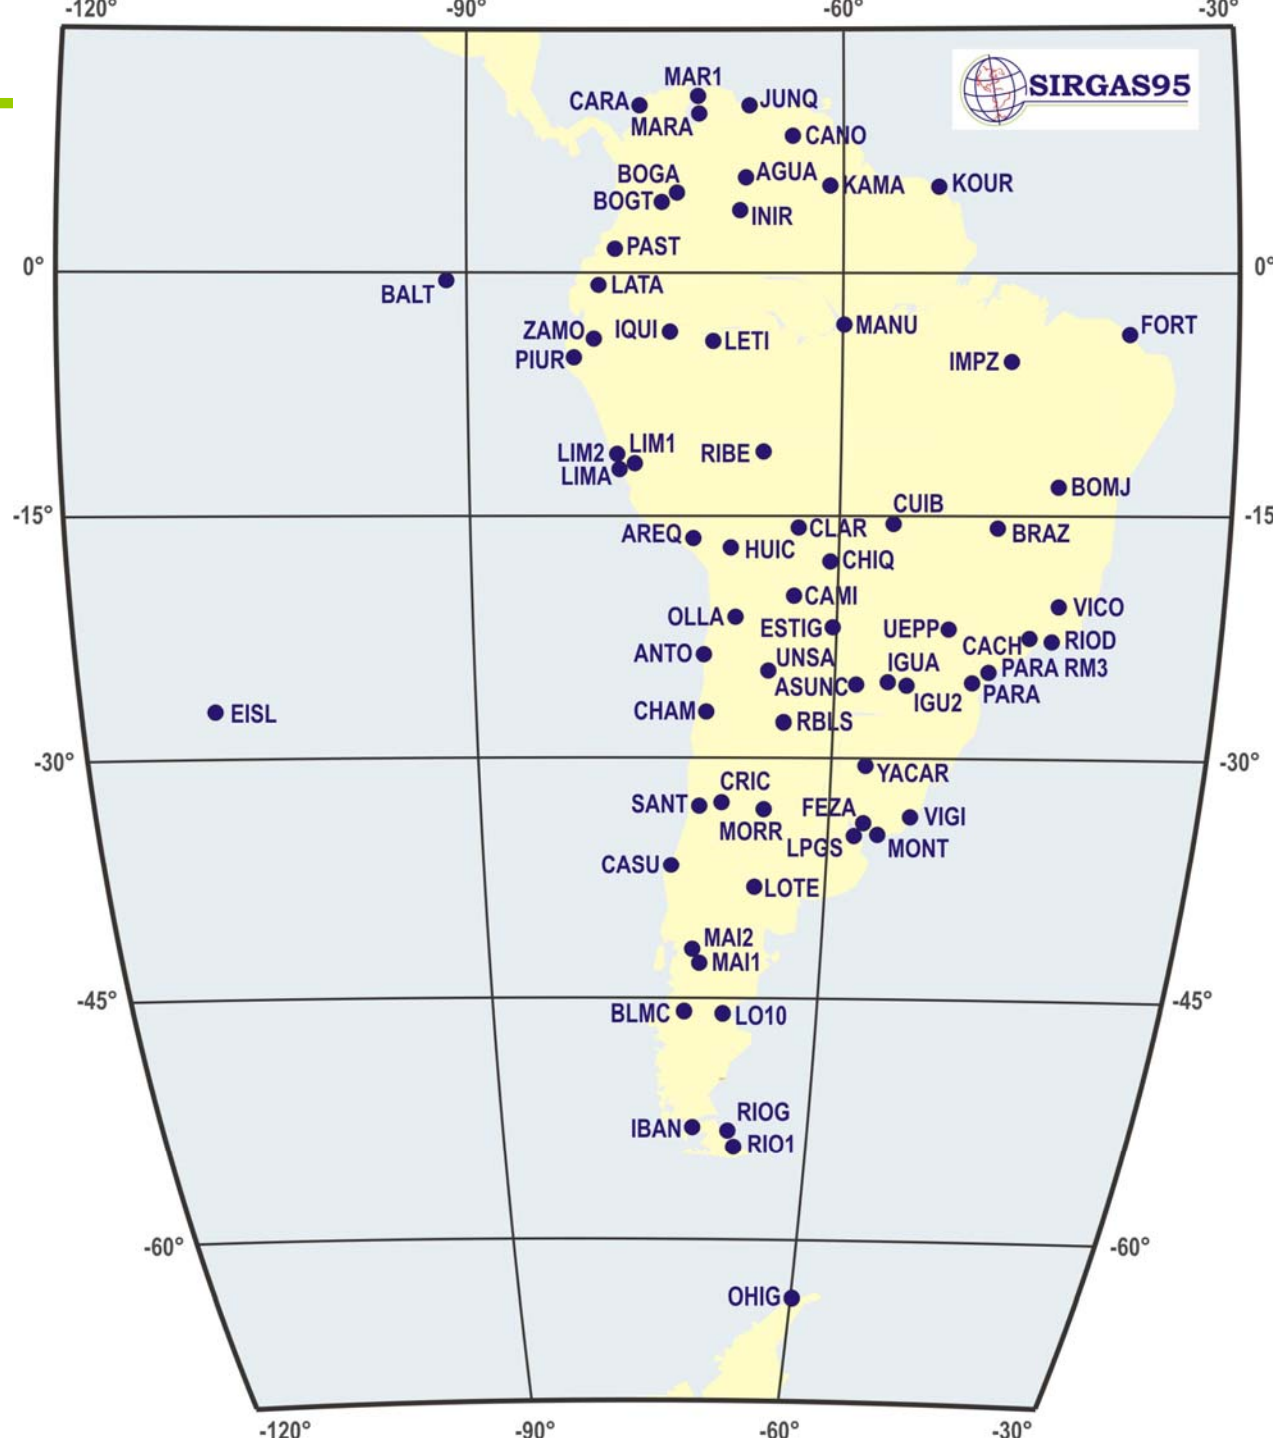 -120° -90° -60° -30°
SIRGAS95
MAR1
CARA JUNQ
MARA
CANO
BOGA AGUA KAMA KOUR
BOGT INIR
PAST
0° 0°
BALT LATA
ZAMO IQUI LETI MANU FORT
PIUR IMPZ
LIM2 LIM1 RIBE
LIMA
BOMJ
CUIB
-15° -15
AREQ HUIC CLAR BRAZ
CHIQ
CAMI
OLLA VICO
ESTIG UEPP CACH RIOD
ANTO UNSA IGUA PARA RM3
ASUNC IGU2 PARA
CHAM RBLS
EISL
-30° -30°
YACAR
CRIC
SANT FEZA VIGI
MORR
LPGS MONT
CASU
LOTE
MAI2
MAI1
-45° -45°
BLMC LO10
RIOG
IBAN
RIO1
-60° -60°
OHIG
-120° -90° -60° -30°